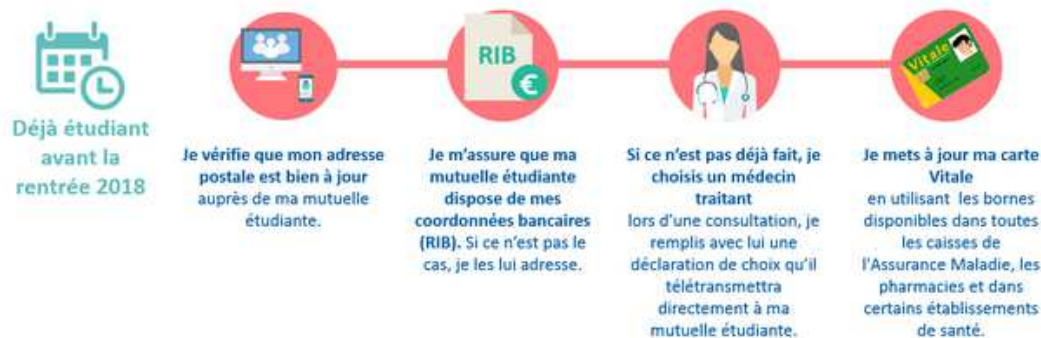 Déjà étudiant
avant la
rentrée 2018
Je vérifie que mon adresse
postale est bien à jour
auprès de ma mutuelle
étudiante.
RIB
€
Je m'assure que ma
mutuelle étudiante
dispose de mes
coordonnées bancaires
(RIB). Si ce n'est pas le
cas, je les lui adresse.
Si ce n'est pas déjà fait, je
choisis un médecin
traitant
lors d'une consultation, je
remplis avec lui une
déclaration de choix qu'il
télétransmettra
directement à ma
mutuelle étudiante.
Vitale
Je mets à jour ma carte
Vitale
en utilisant les bornes
disponibles dans toutes
les caisses de
l'Assurance Maladie, les
pharmacies et dans
certains établissements
de santé.